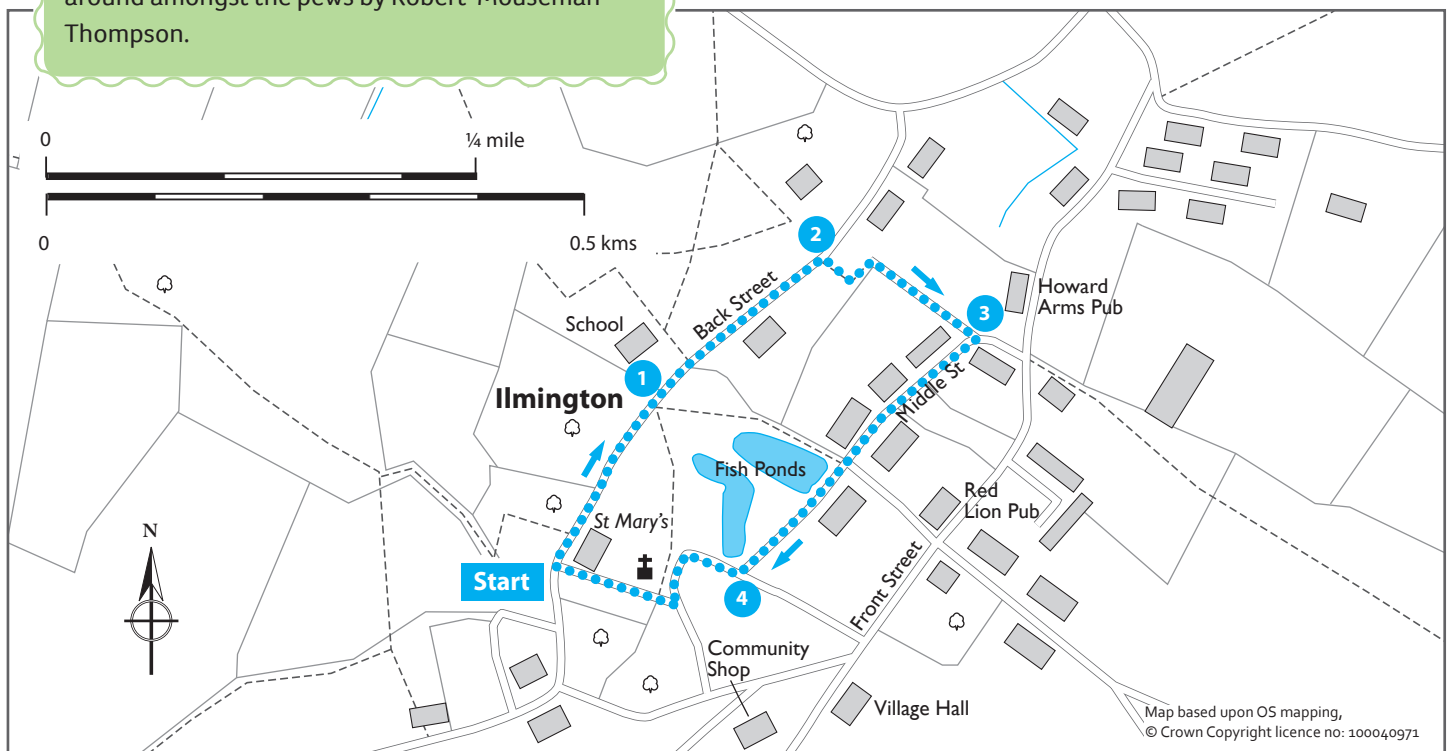 around amongst the pews by Robert 'Mouseman'
Thompson.
0
¼ mile
0
0.5 kms
2
Back Street
School
1
Ilmington
Howard
Arms Pub
3
Middle St
Fish Ponds
Red
Lion Pub
St Mary's
N
Start
4
Front Street
Community
Shop
Village Hall
Map based upon OS mapping,
© Crown Copyright licence no: 100040971